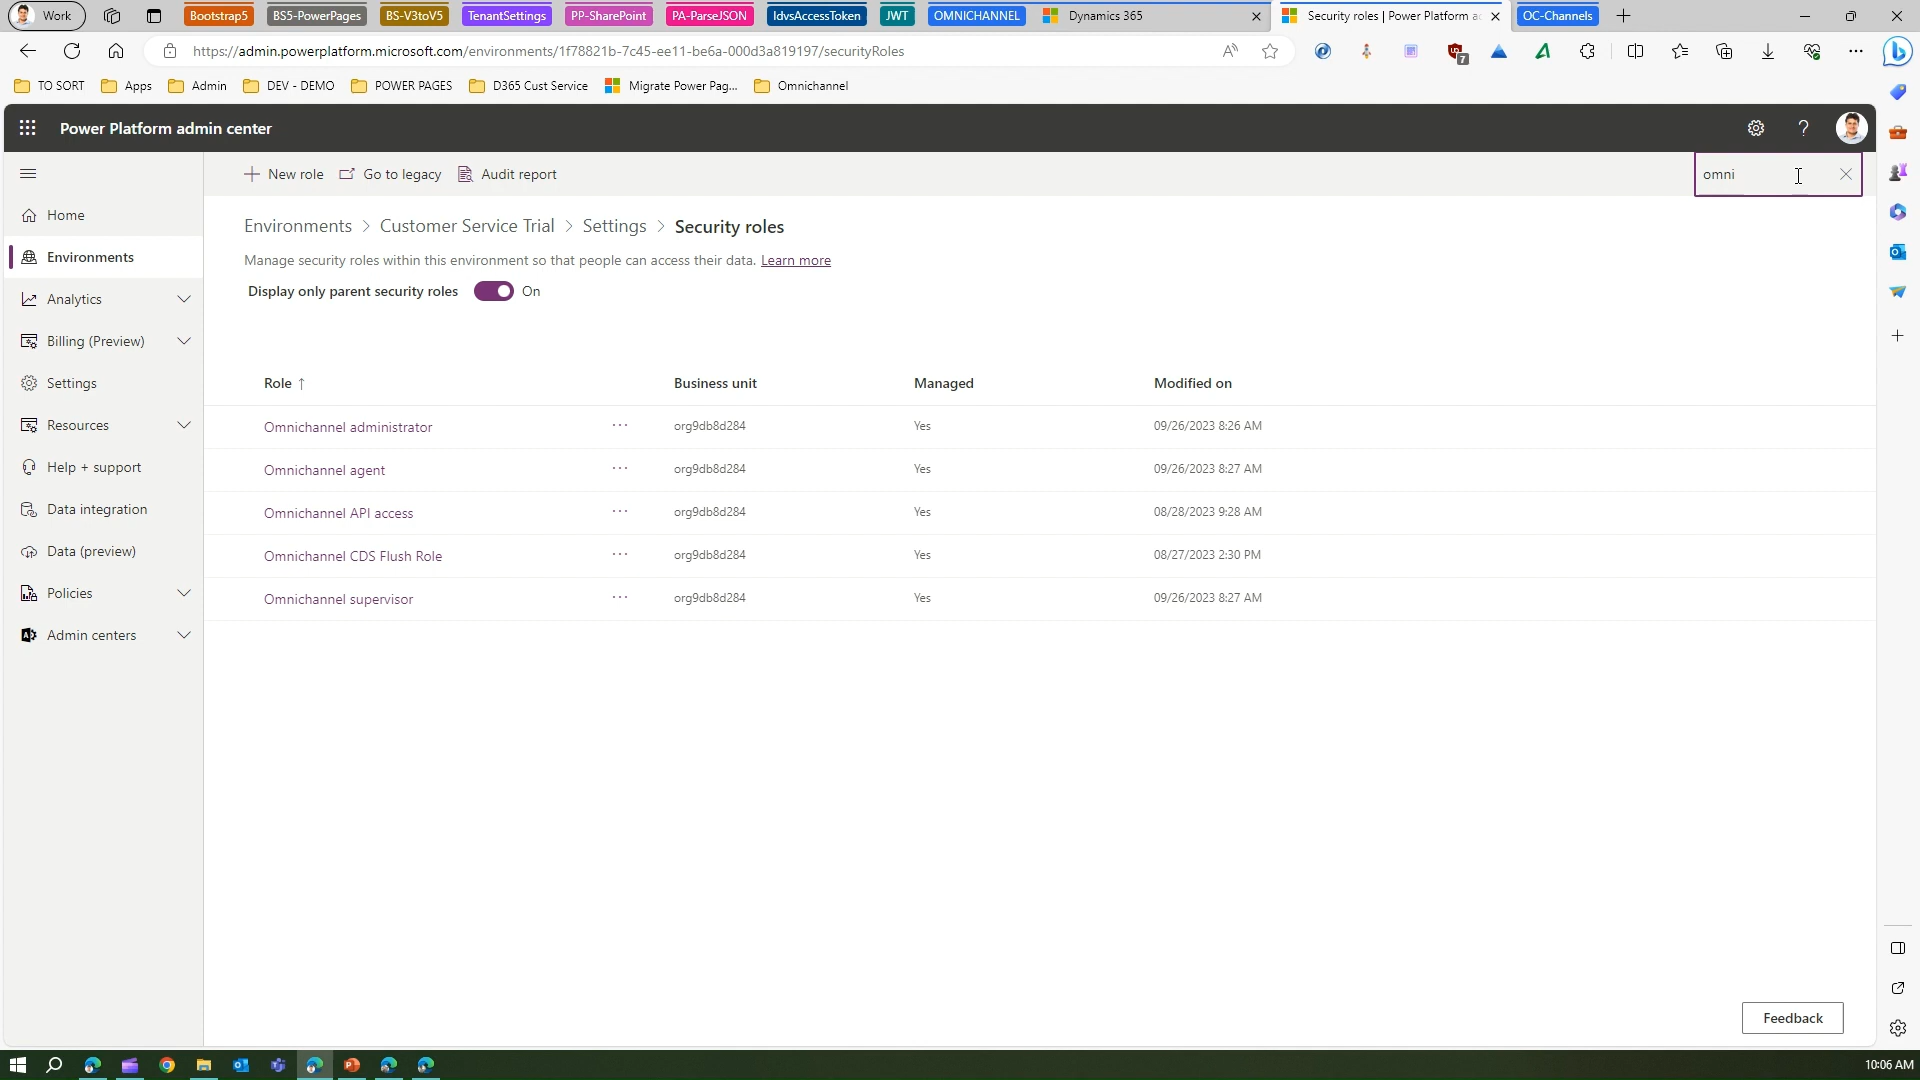 Work
Bootstrap5
BS5-PowerPages
BS-V3toV5
TenantSettings
PP-SharePoint
PA-ParseJSON
IdvsAccessToken
JWT
OMNICHANNEL
Dynamics 365
Security roles | Power Platform ac
OC-Channels
https://admin.powerplatform.microsoft.com/environments/1f78821b-7c45-ee11-be6a-000d3a819197/securityRoles
7
TO SORT
Apps
Admin
DEV - DEMO
POWER PAGES
D365 Cust Service
Migrate Power Pag...
Omnichannel
Power Platform admin center
New role
Go to legacy
Audit report
omni
Home
Environments
Analytics
Billing (Preview)
Settings
Resources
Help + support
Data integration
Data (preview)
Policies
Admin centers
Environments > Customer Service Trial > Settings > Security roles
Manage security roles within this environment so that people can access their data. Learn more
Display only parent security roles On
Role ↑ Business unit Managed Modified on
Omnichannel administrator ... org9db8d284 Yes 09/26/2023 8:26 AM
Omnichannel agent ... org9db8d284 Yes 09/26/2023 8:27 AM
Omnichannel API access ... org9db8d284 Yes 08/28/2023 9:28 AM
Omnichannel CDS Flush Role ... org9db8d284 Yes 08/27/2023 2:30 PM
Omnichannel supervisor ... org9db8d284 Yes 09/26/2023 8:27 AM
Feedback
10:06 AM